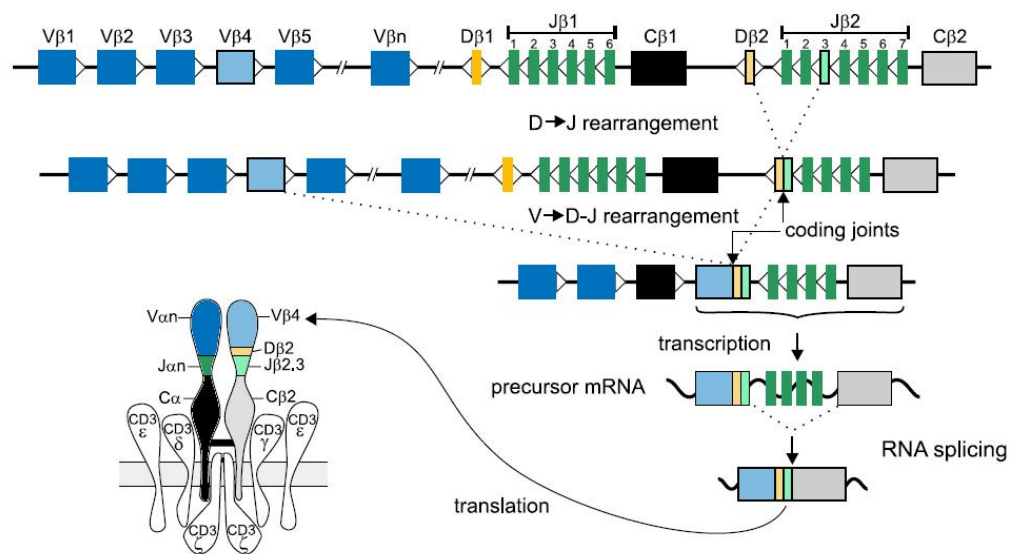 Vβ1 Vβ2 Vβ3 Vβ4 Vβ5 Vβn Dβ1 Jβ1 Cβ1 Dβ2 Jβ2 Cβ2
1 2 3 4 5 6 1 2 3 4 5 6 7
D→J rearrangement
V→D-J rearrangement
coding joints
Vαn Vβ4
Dβ2
Jαn Jβ2.3
Cα Cβ2
CD3 ε CD3 δ CD3 γ CD3 ε
CD3 ζ CD3 ζ
transcription
precursor mRNA
RNA splicing
translation